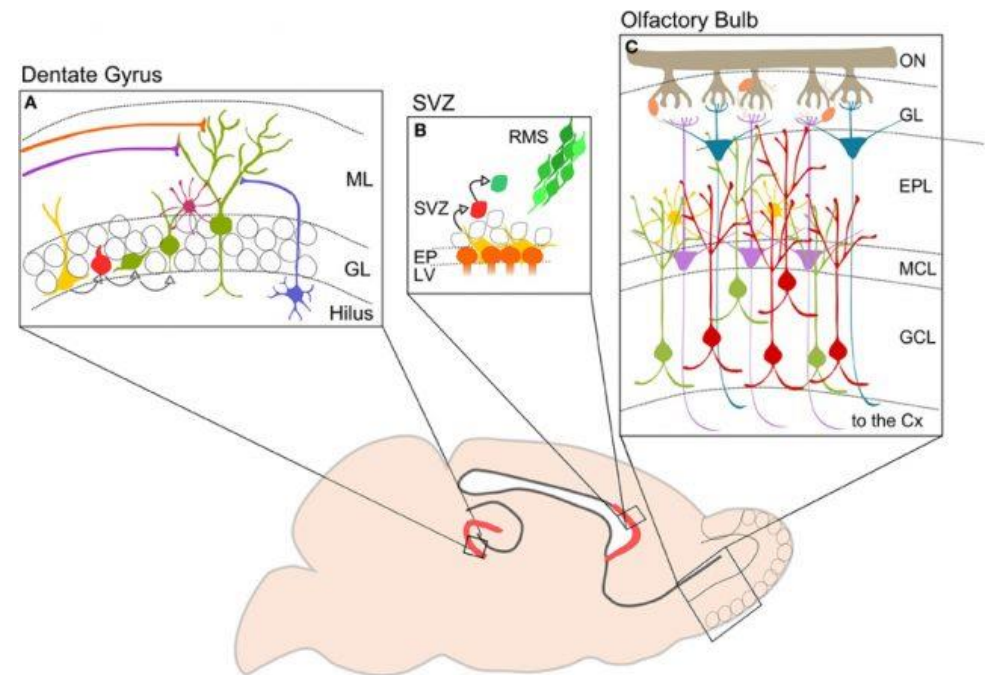 Dentate Gyrus
A
ML
GL
Hilus
SVZ
B
RMS
SVZ
EP
LV
Olfactory Bulb
C
ON
GL
EPL
MCL
GCL
to the Cx